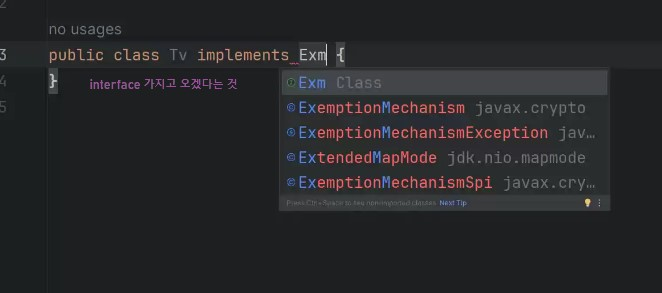 2
no usages
3 public class Tv implements Exm {
4 }
interface 가지고 오겠다는 것
5
Exm Class
ExemptionMechanism javax.crypto
ExemptionMechanismException jav…
ExtendedMapMode jdk.nio.mapmode
ExemptionMechanismSpi javax.cry…
Press Ctrl+Space to see non-imported classes Next Tip